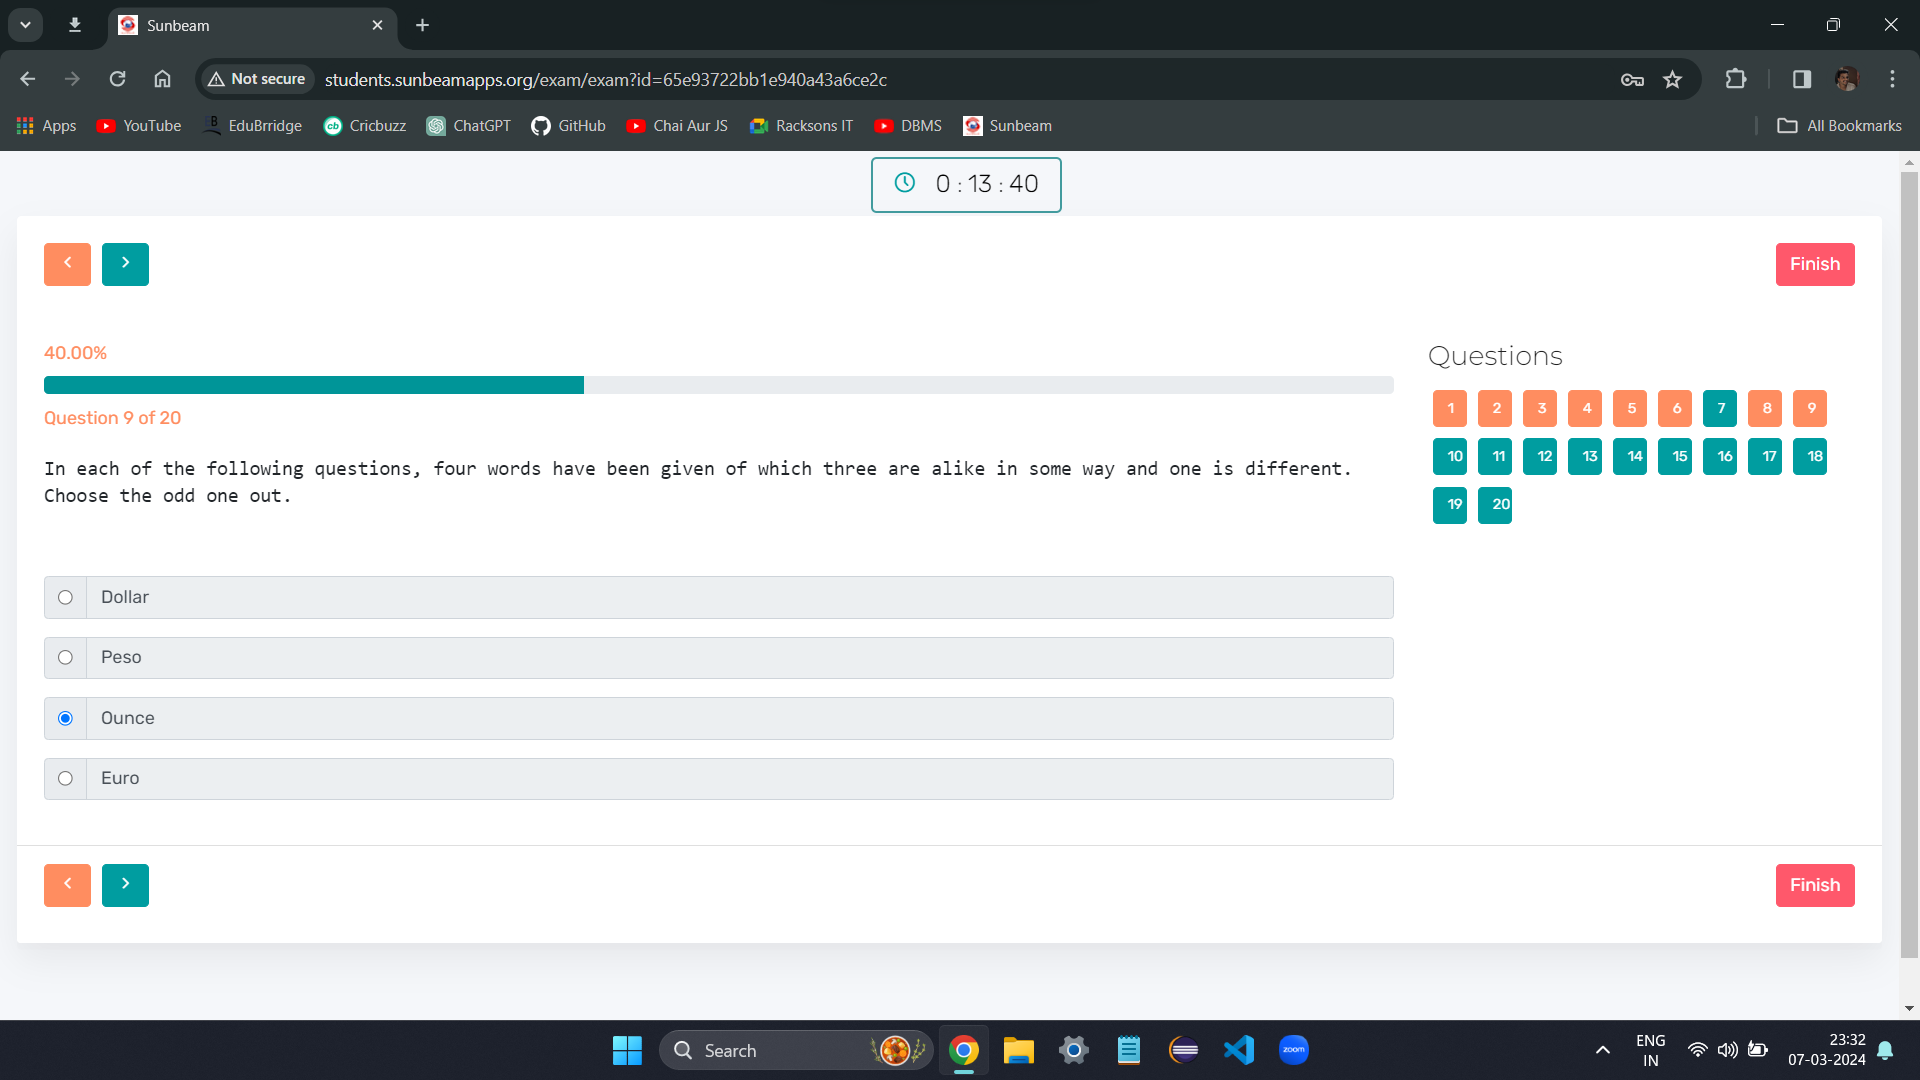 Sunbeam
Not secure
students.sunbeamapps.org/exam/exam?id=65e93722bb1e940a43a6ce2c
Apps
YouTube
EduBrridge
Cricbuzz
ChatGPT
GitHub
Chai Aur JS
Racksons IT
DBMS
Sunbeam
All Bookmarks
0 : 13 : 40
Finish
40.00%
Question 9 of 20
In each of the following questions, four words have been given of which three are alike in some way and one is different.
Choose the odd one out.
Dollar
Peso
Ounce
Euro
Questions
1 2 3 4 5 6 7 8 9
10 11 12 13 14 15 16 17 18
19 20
Finish
Search
zoom
ENG
IN
23:32
07-03-2024